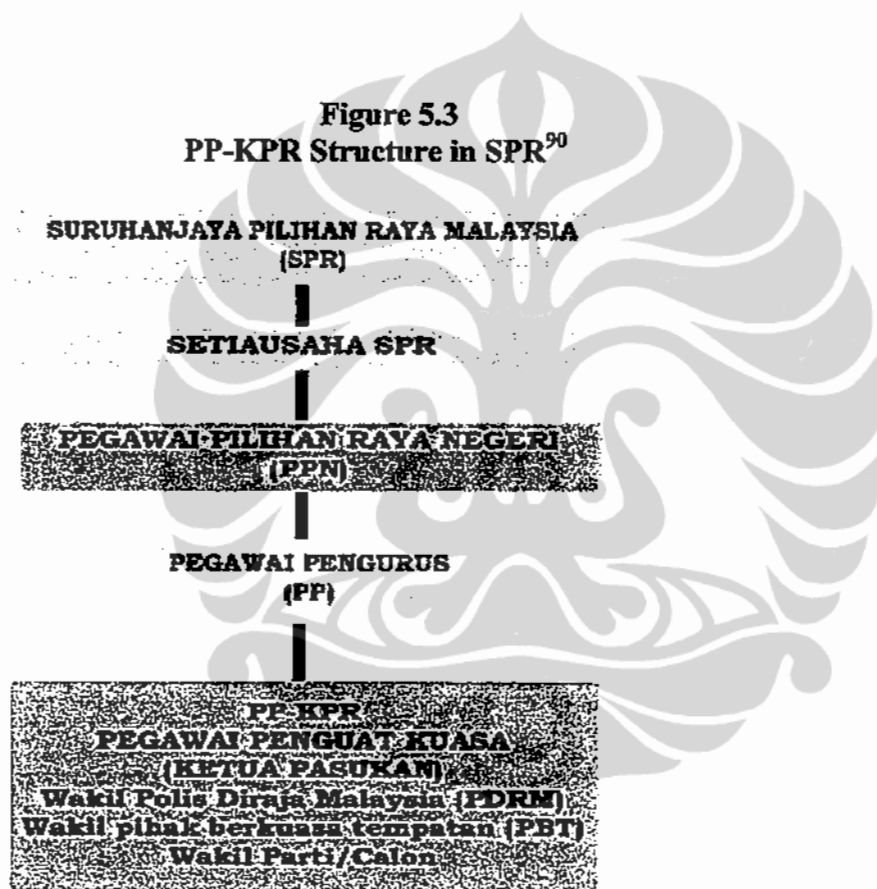 Figure 5.3
PP-KPR Structure in SPR90
SURUHANJAYA PILIHAN RAYA MALAYSIA
(SPR)
SETIAUSAHA SPR
PEGAWAI PILIHAN RAYA NEGERI
(PPN)
PEGAWAI PENGURUS
(PP)
PP KPR
PEGAWAI PENGUAT KUASA
(KETUA PASUKAN)
Wakil Polis Diraja Malaysia (PDRM)
Wakil pihak berkuasa tempatan (PBT)
Wakil Parti/Calon